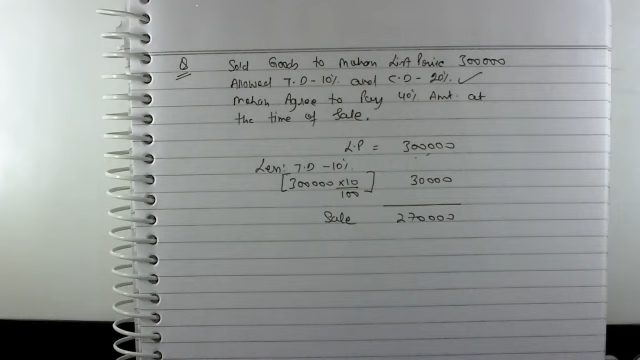 Q Sold Goods to Mohan List Price 300000
Allowed T.D-10% and C.D-20%. ✓
Mohan Agree to Pay 40% Amt. at
the time of Sale.
L.P = 300000
Less: T.D-10%.
[300000 x 10/100] 30000
Sale 270000